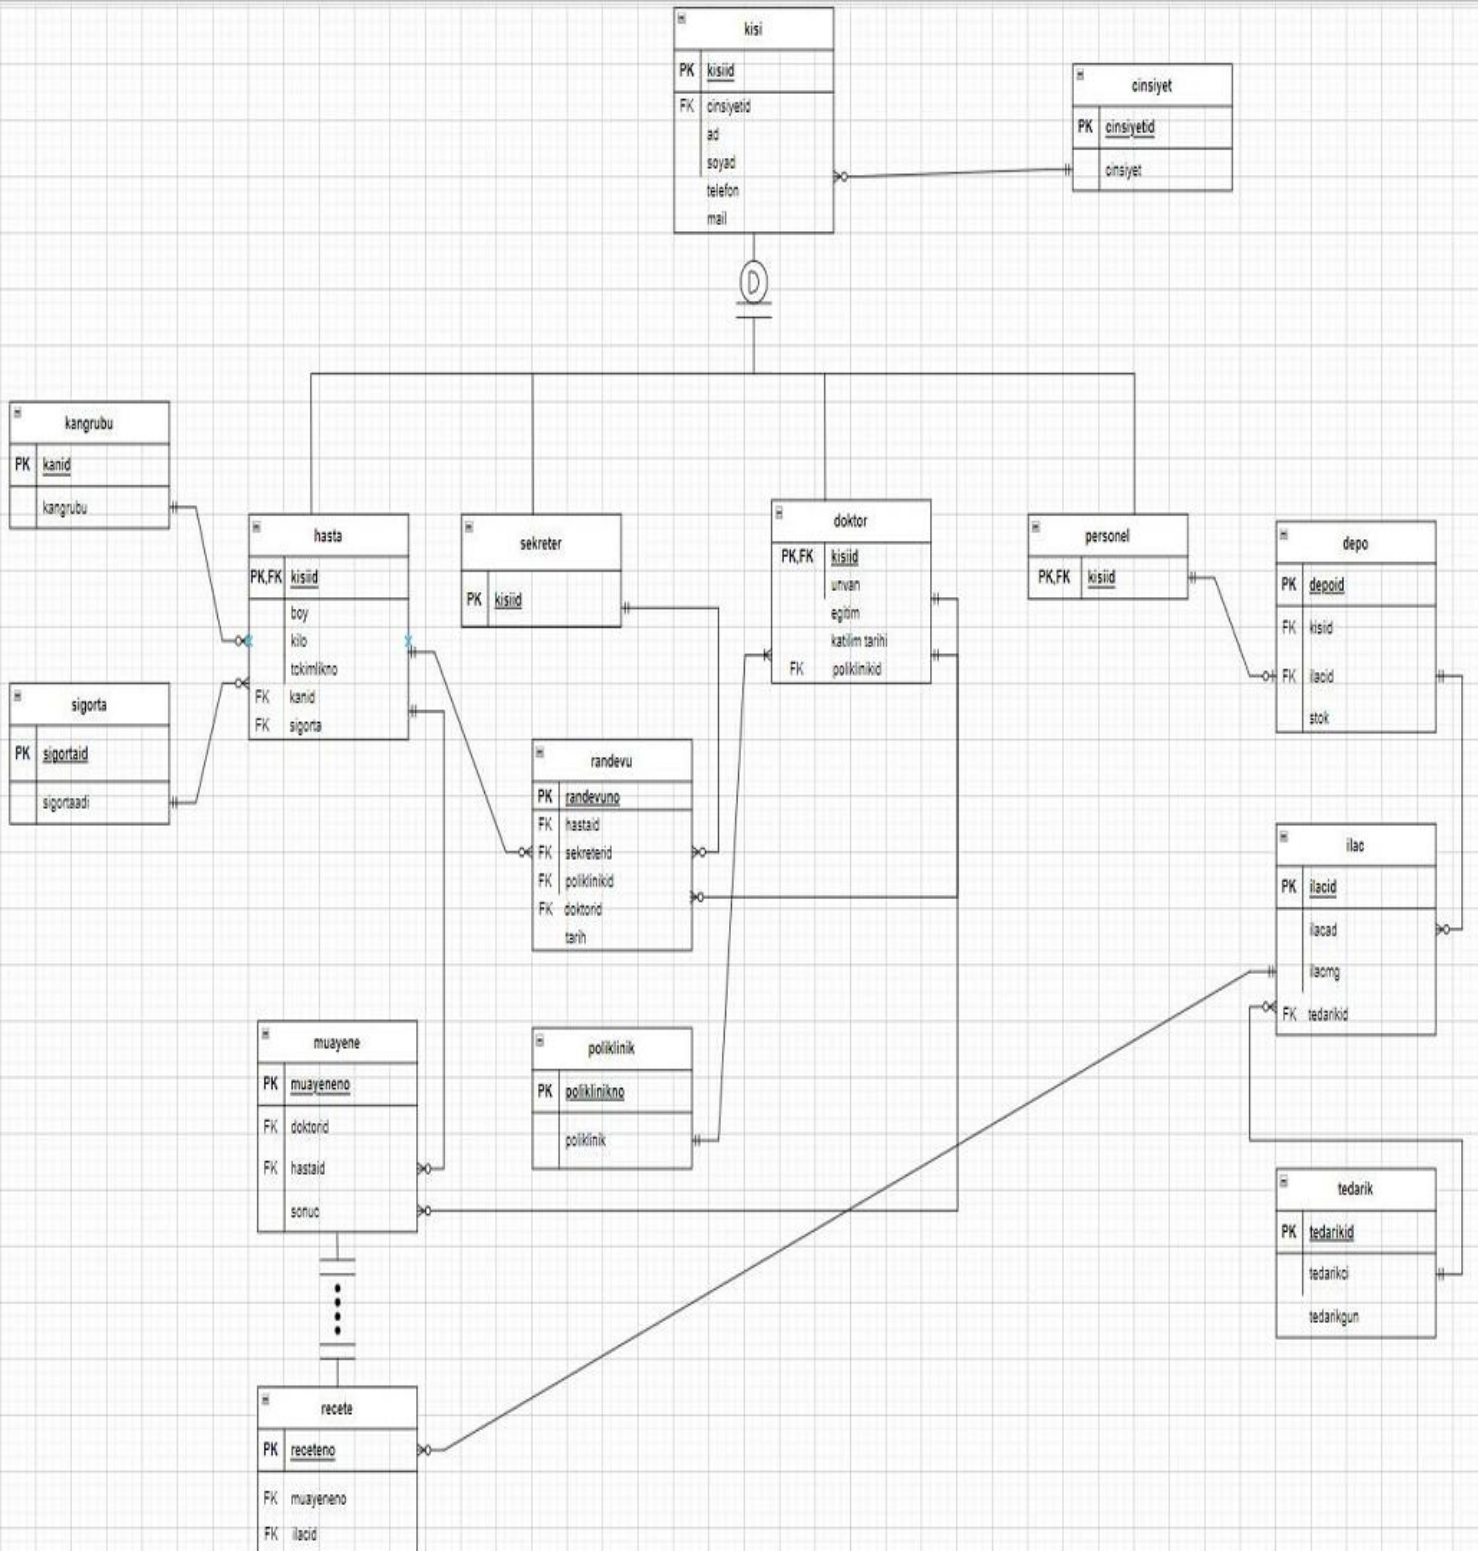 kisi
PK kisiid
FK cinsiyetid
ad
soyad
telefon
mail
cinsiyet
PK cinsiyetid
cinsiyet
D
kangrubu
PK kanid
kangrubu
hasta
PK,FK kisiid
boy
kilo
tckimlikno
FK kanid
FK sigorta
sekreter
PK kisiid
doktor
PK,FK kisiid
unvan
egitim
katilim tarihi
FK poliklinikid
personel
PK,FK kisiid
depo
PK depoid
FK kisiid
FK ilacid
stok
sigorta
PK sigortaid
sigortaadi
randevu
PK randevuno
FK hastaid
FK sekreterid
FK poliklinikid
FK doktorid
tarih
ilac
PK ilacid
ilacad
ilacmg
FK tedarikid
muayene
PK muayeneno
FK doktorid
FK hastaid
sonuc
poliklinik
PK poliklinikno
poliklinik
tedarik
PK tedarikid
tedarikci
tedarikgun
recete
PK receteno
FK muayeneno
FK ilacid